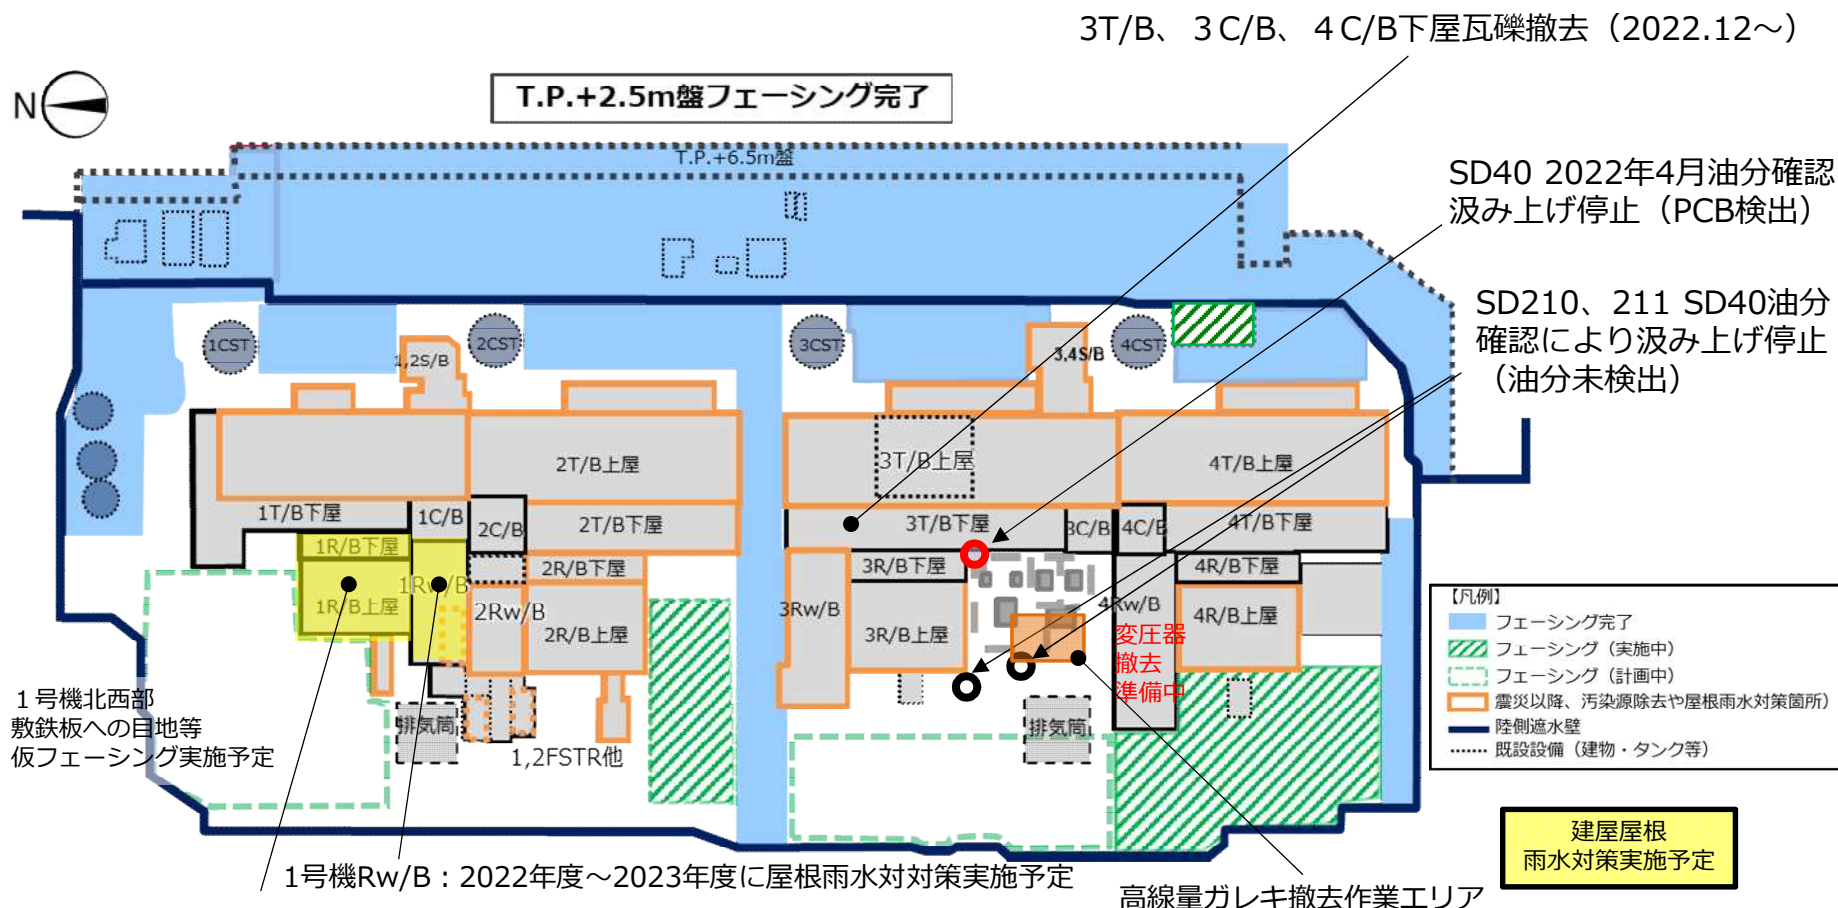 3T/B、３C/B、４C/B下屋瓦礫撤去（2022.12～）
N
T.P.+2.5m盤フェーシング完了
T.P.+6.5m盤
SD40 2022年4月油分確認
汲み上げ停止（PCB検出）
SD210、211 SD40油分
確認により汲み上げ停止
（油分未検出）
1CST
1,2S/B
2CST
3CST
3,4S/B
4CST
2T/B上屋
3T/B上屋
4T/B上屋
1T/B下屋
1C/B
2C/B
2T/B下屋
3T/B下屋
3C/B
4C/B
4T/B下屋
1R/B下屋
2R/B下屋
3R/B下屋
4R/B下屋
1Rw/B
1R/B上屋
2Rw/B
2R/B上屋
3Rw/B
3R/B上屋
4Rw/B
4R/B上屋
変圧器
撤去
準備中
排気筒
1,2FSTR他
排気筒
１号機北西部
敷鉄板への目地等
仮フェーシング実施予定
【凡例】
フェーシング完了
フェーシング（実施中）
フェーシング（計画中）
震災以降、汚染源除去や屋根雨水対策箇所）
陸側遮水壁
既設設備（建物・タンク等）
建屋屋根
雨水対策実施予定
1号機Rw/B：2022年度～2023年度に屋根雨水対対策実施予定
高線量ガレキ撤去作業エリア